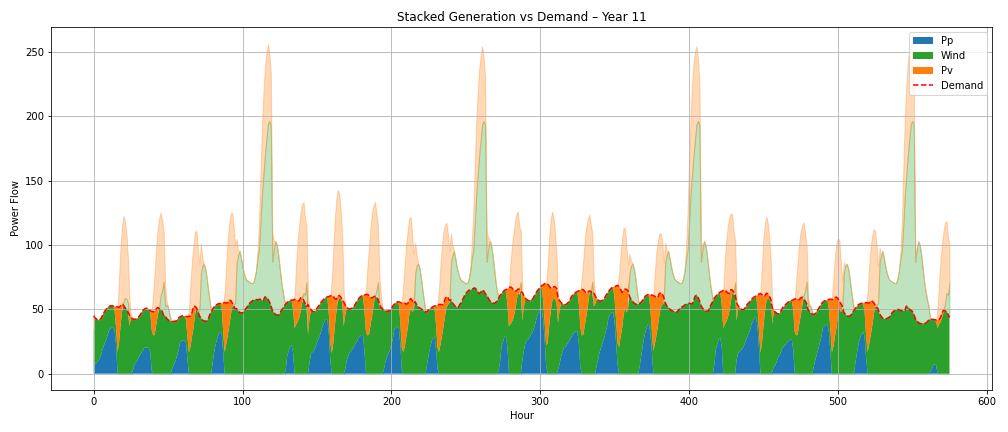 Stacked Generation vs Demand – Year 11
Power Flow
250
200
150
100
50
0
0
100
200
300
400
500
600
Hour
Pp
Wind
Pv
Demand